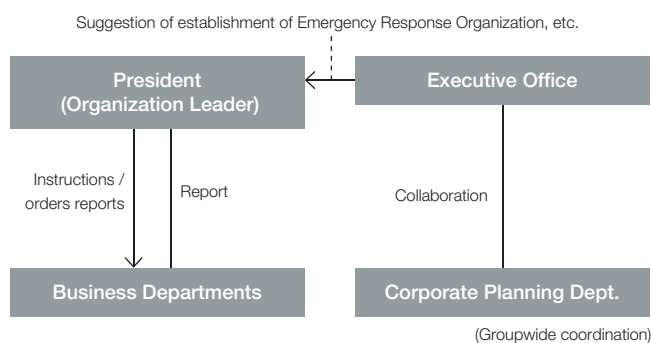 Suggestion of establishment of Emergency Response Organization, etc.
President
(Organization Leader)
Executive Office
Instructions /
orders reports
Report
Collaboration
Business Departments
Corporate Planning Dept.
(Groupwide coordination)